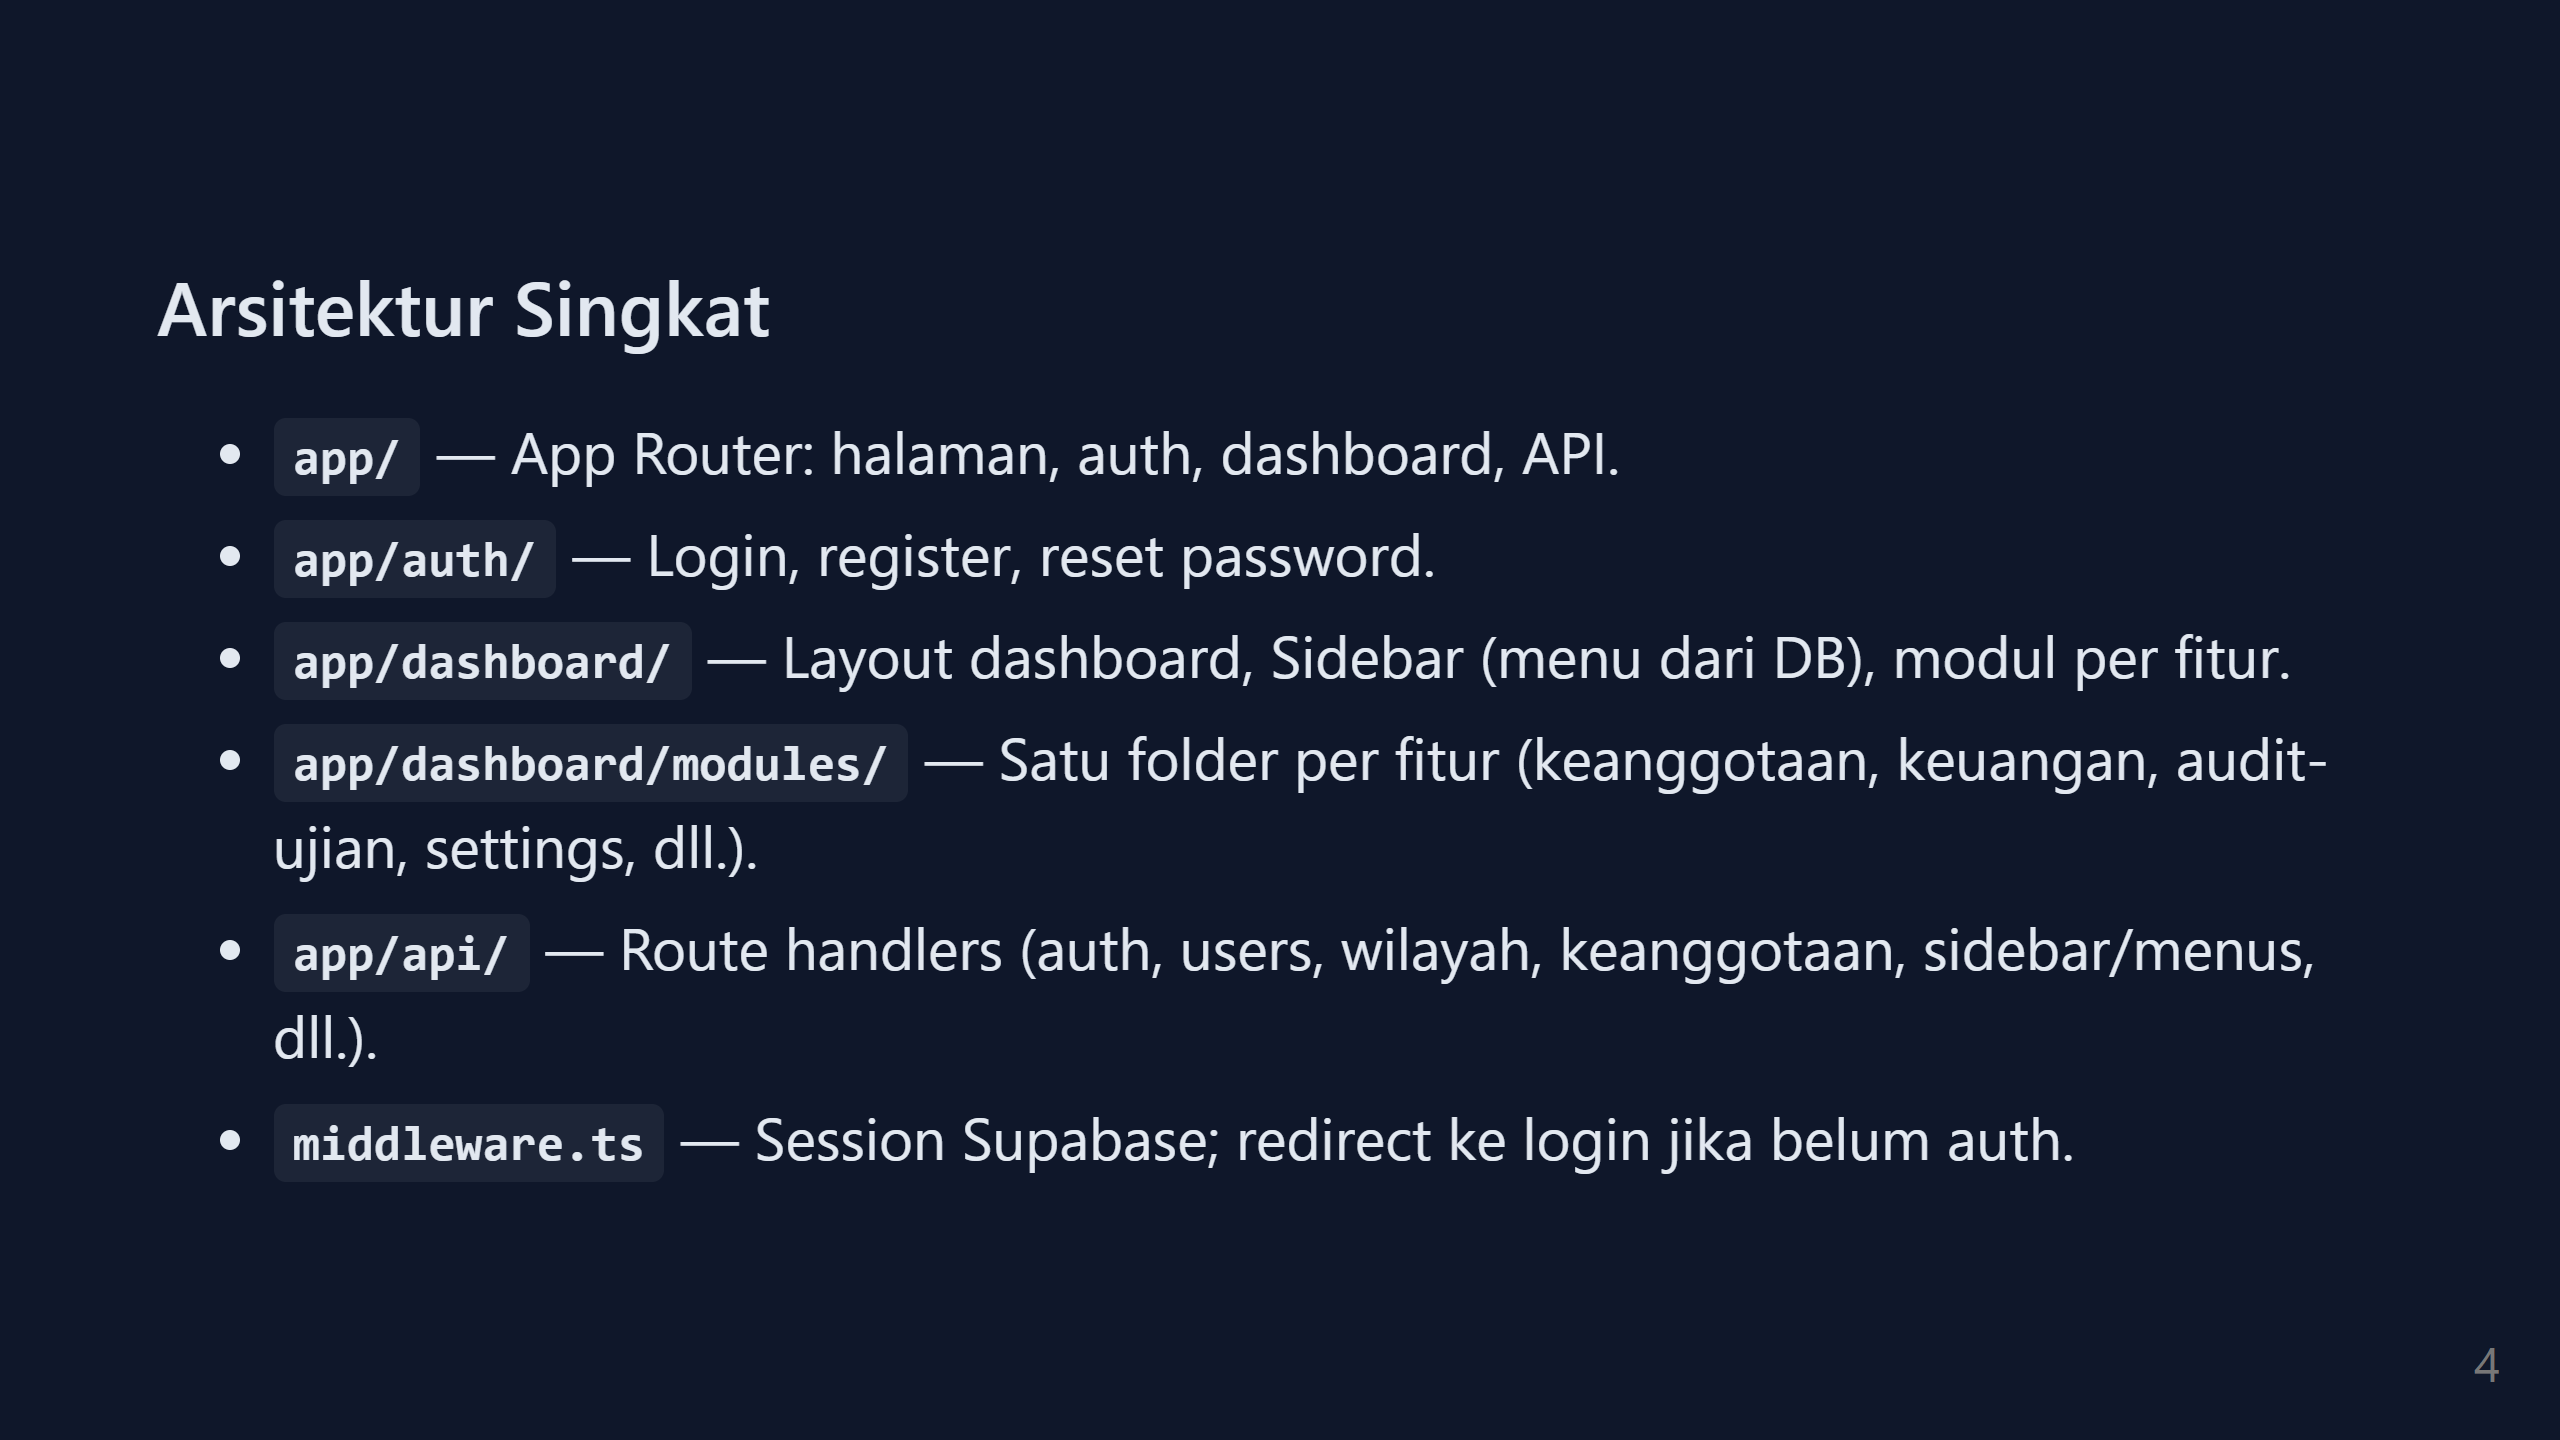 Arsitektur Singkat
• app/ — App Router: halaman, auth, dashboard, API.
• app/auth/ — Login, register, reset password.
• app/dashboard/ — Layout dashboard, Sidebar (menu dari DB), modul per fitur.
• app/dashboard/modules/ — Satu folder per fitur (keanggotaan, keuangan, audit-
ujian, settings, dll.).
• app/api/ — Route handlers (auth, users, wilayah, keanggotaan, sidebar/menus,
dll.).
• middleware.ts — Session Supabase; redirect ke login jika belum auth.
4